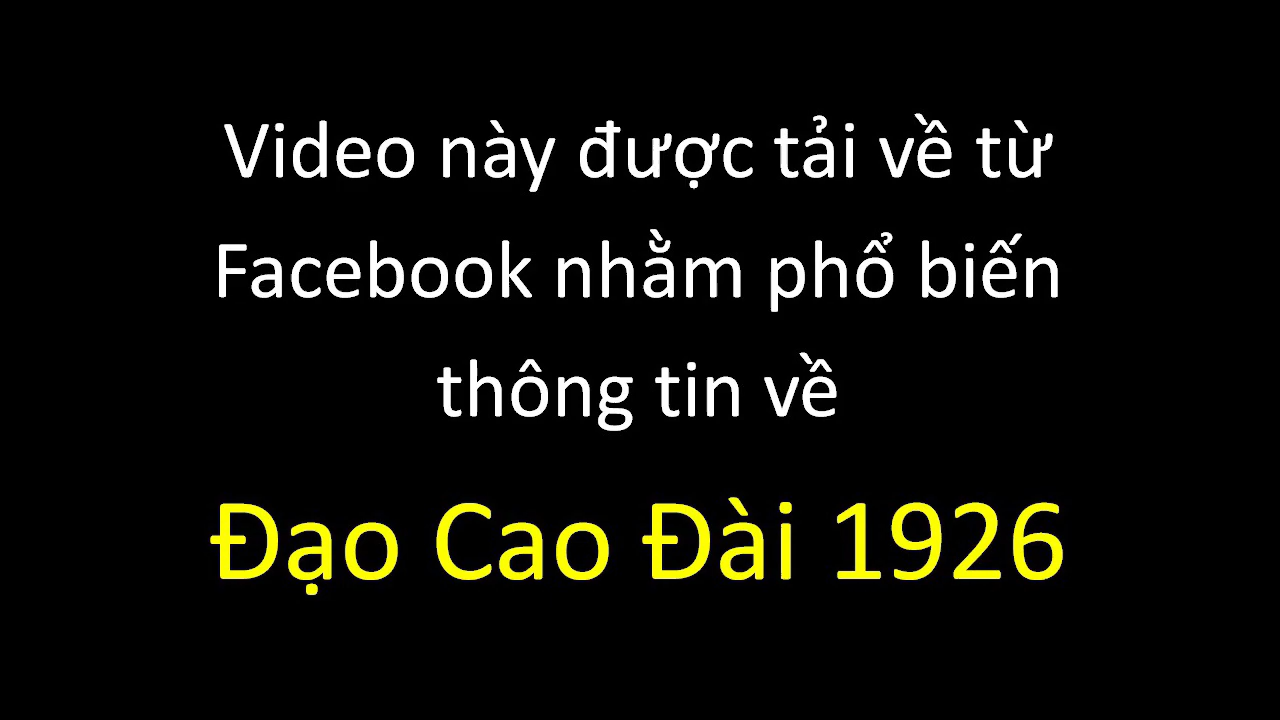 Video này được tải về từ
Facebook nhằm phổ biến
thông tin về
Đạo Cao Đài 1926